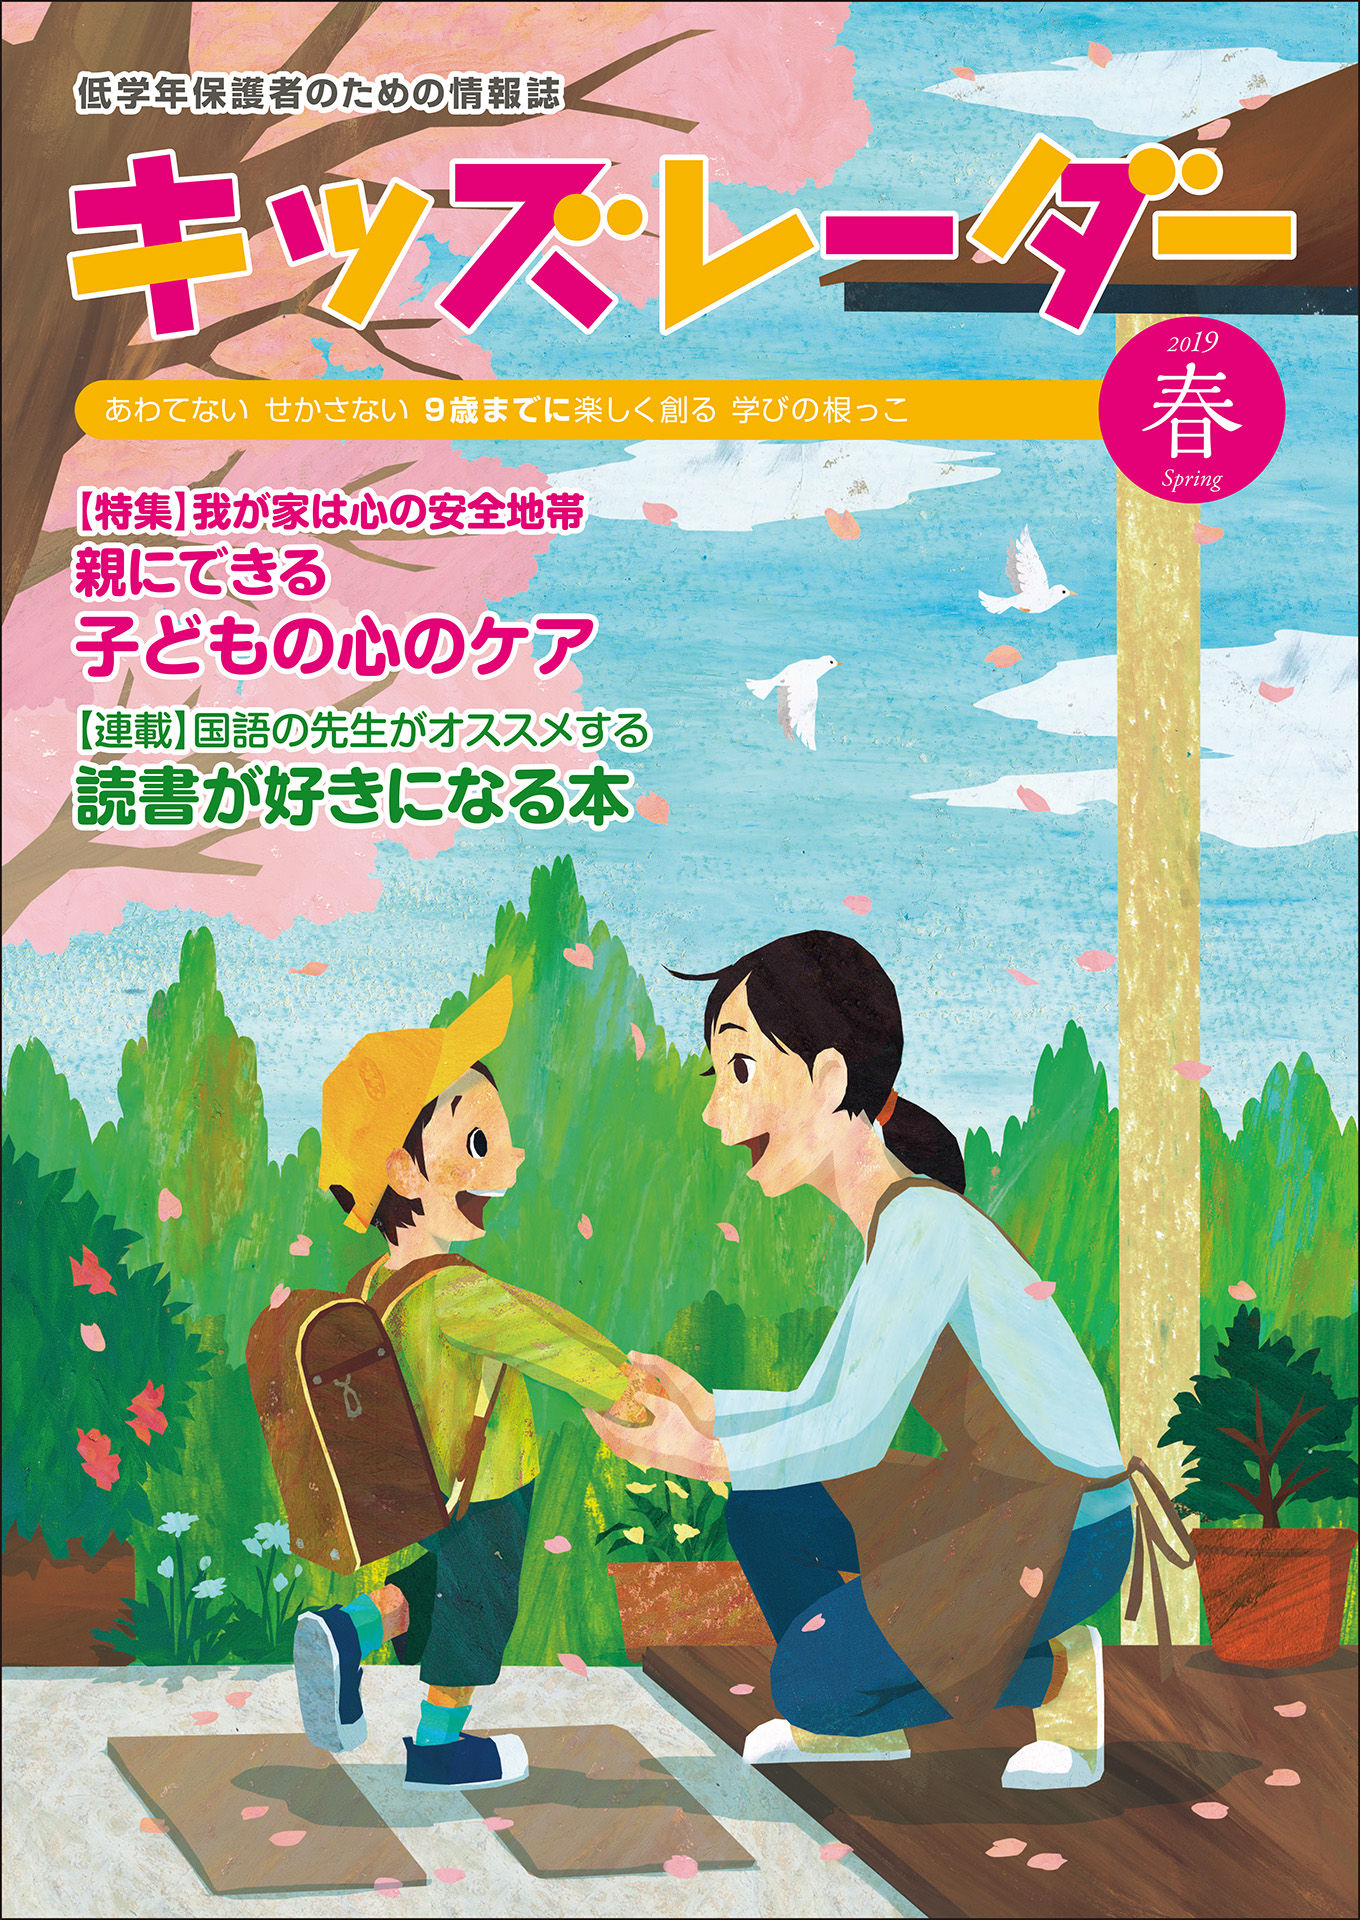 低学年保護者のための情報誌
キッズレーダー
2019
春
Spring
あわてない せかさない 9歳までに楽しく創る 学びの根っこ
【特集】我が家は心の安全地帯
親にできる
子どもの心のケア
【連載】国語の先生がオススメする
読書が好きになる本